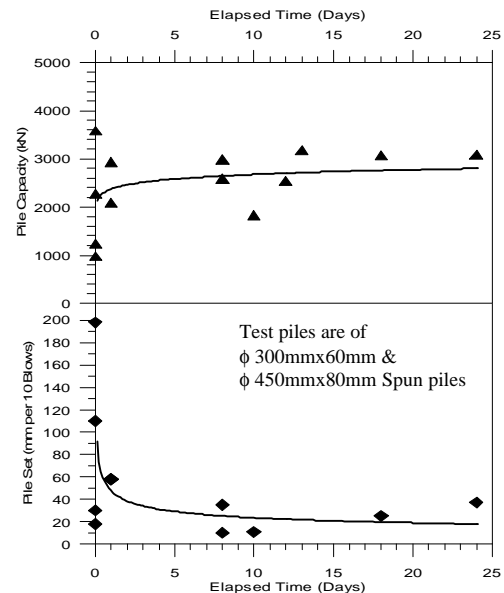 Elapsed Time (Days)
0 5 10 15 20 25
5000
4000
3000
2000
1000
0
Pile Capacity (kN)
200
180
160
140
120
100
80
60
40
20
0
Pile Set (mm per 10 Blows)
Test piles are of
ϕ 300mmx60mm &
ϕ 450mmx80mm Spun piles
0 5 10 15 20 25
Elapsed Time (Days)